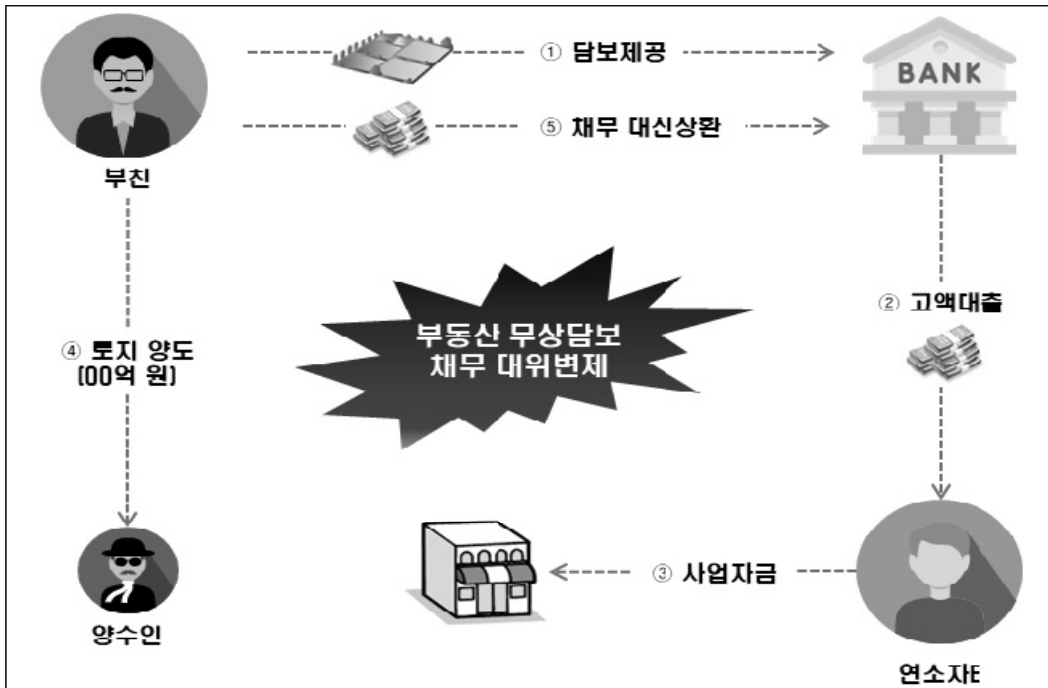 ① 담보제공
BANK
⑤ 채무 대신상환
부친
② 고액대출
부동산 무상담보
채무 대위변제
④ 토지 양도
(00억 원)
③ 사업자금
양수인
연소자E